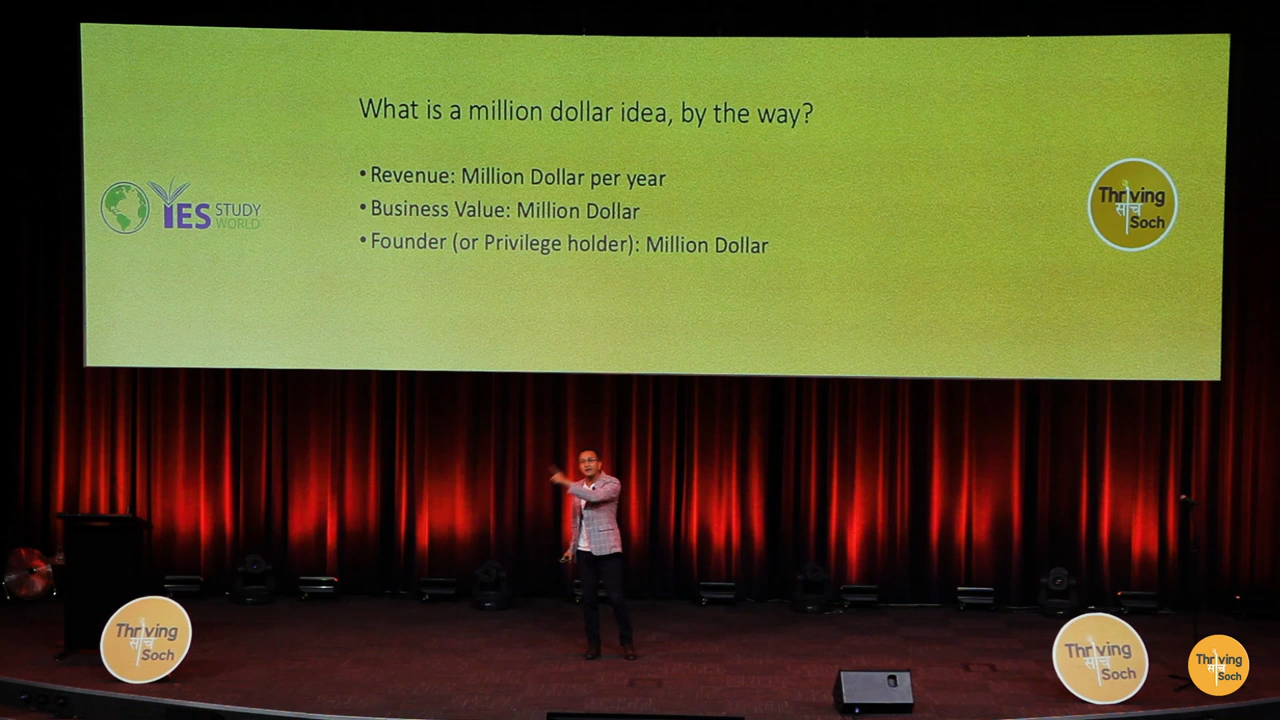 What is a million dollar idea, by the way?
• Revenue: Million Dollar per year
• Business Value: Million Dollar
• Founder (or Privilege holder): Million Dollar
YES STUDY
WORLD
Thriving
सोच
Soch
Thriving
सोच
Soch
Thriving
सोच
Soch
Thriving
सोच
Soch